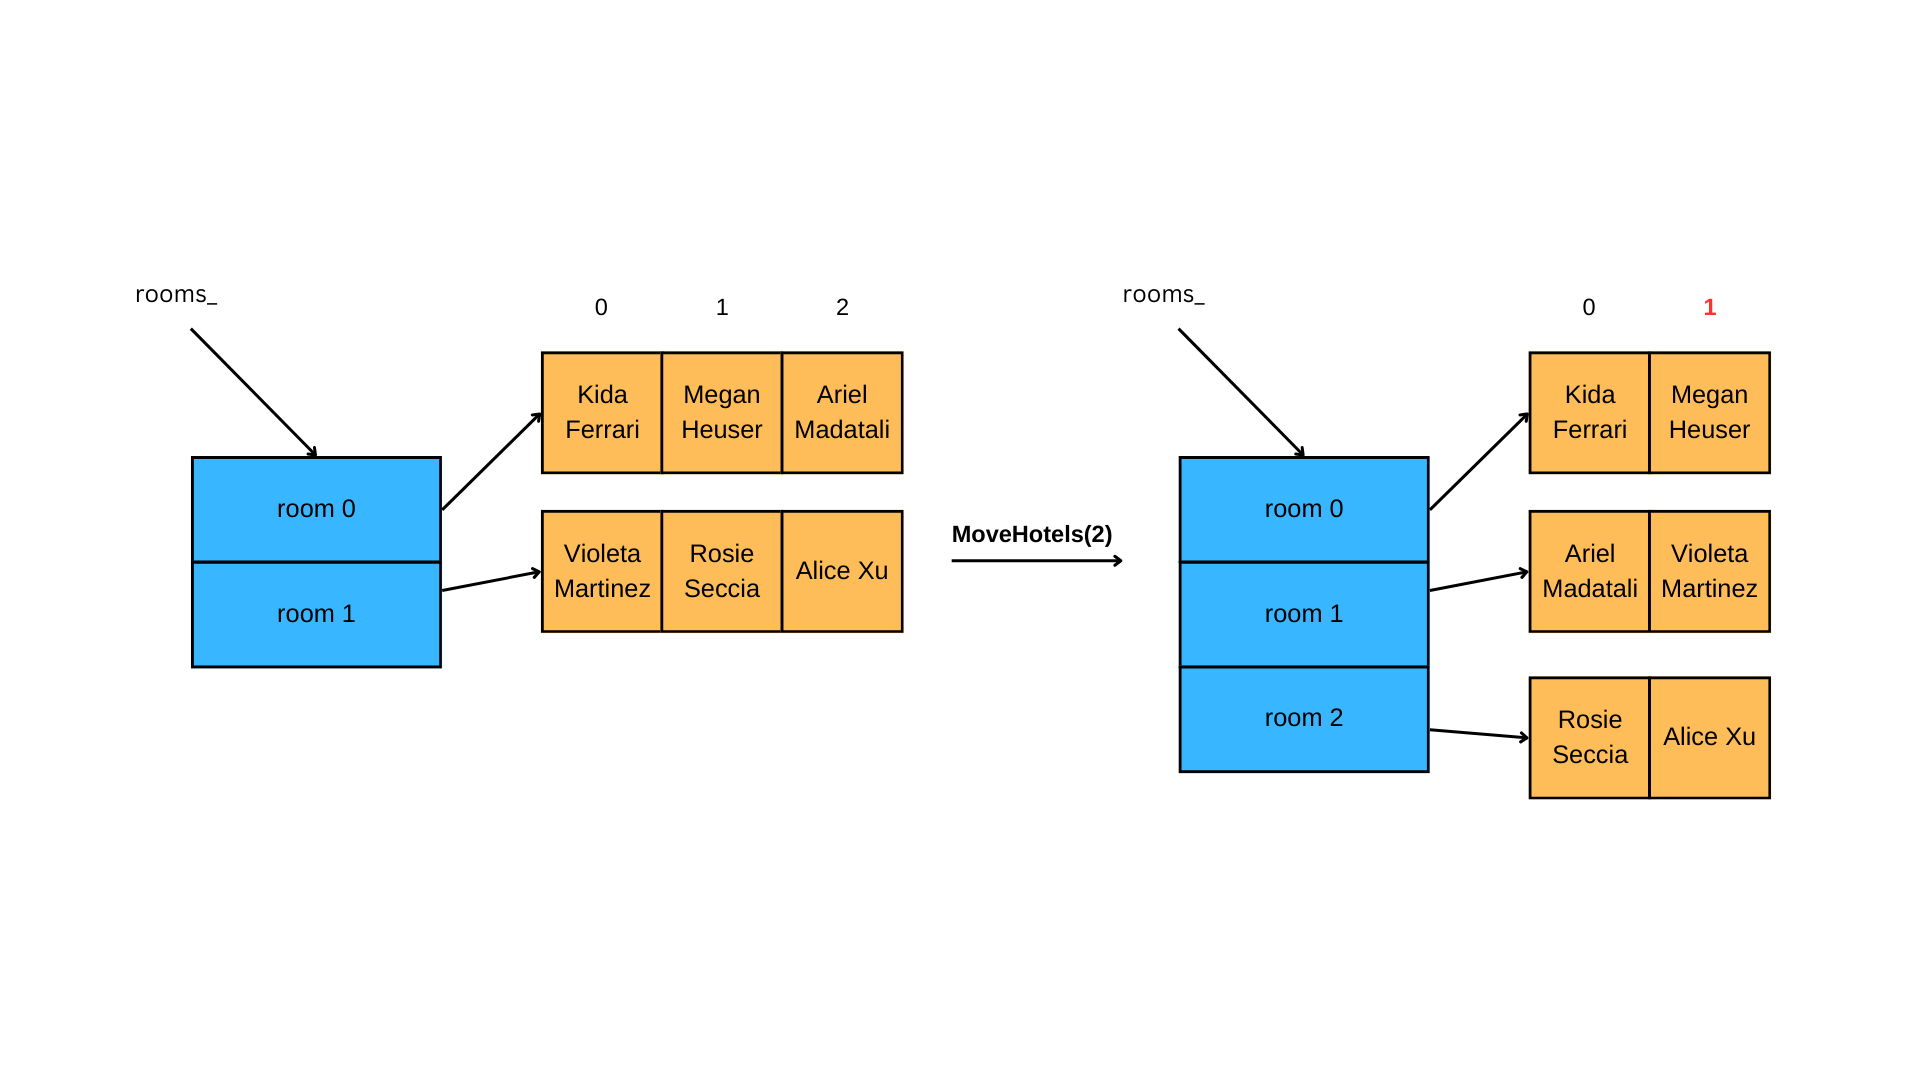 rooms_
0 1 2
Kida
Ferrari
Megan
Heuser
Ariel
Madatali
room 0
room 1
Violeta
Martinez
Rosie
Seccia
Alice Xu
MoveHotels(2)
rooms_
0 1
Kida
Ferrari
Megan
Heuser
room 0
room 1
room 2
Ariel
Madatali
Violeta
Martinez
Rosie
Seccia
Alice Xu